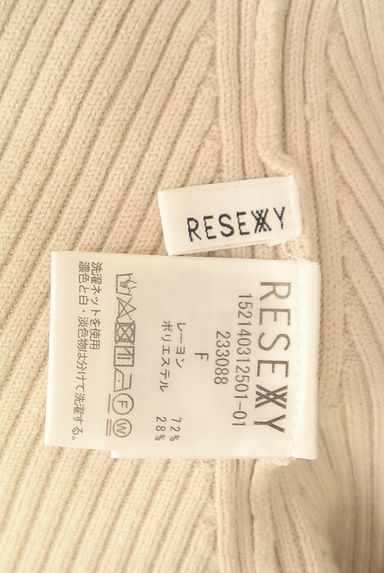 RESEXXY
RESEXXY
152140312501-01
233088
F
レーヨン 72%
ポリエステル 28%
洗濯ネットを使用
濃色と白・淡色物は分けて洗濯する。